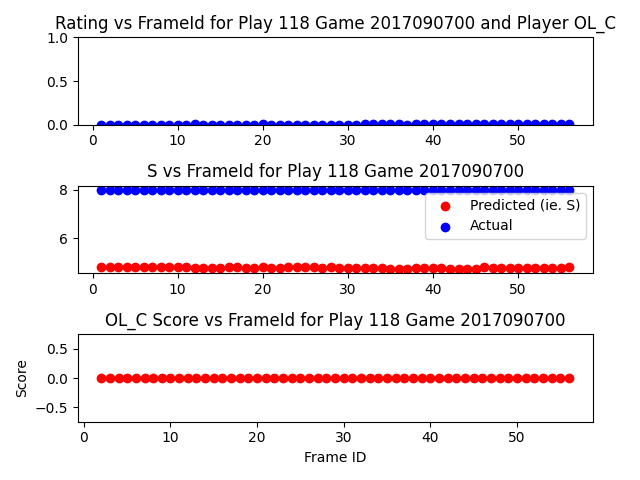 Rating vs FrameId for Play 118 Game 2017090700 and Player OL_C
1.0
0.5
0.0
0 10 20 30 40 50
S vs FrameId for Play 118 Game 2017090700
8
6
Predicted (ie. S)
Actual
0 10 20 30 40 50
OL_C Score vs FrameId for Play 118 Game 2017090700
Score
0.5
0.0
−0.5
0 10 20 30 40 50
Frame ID